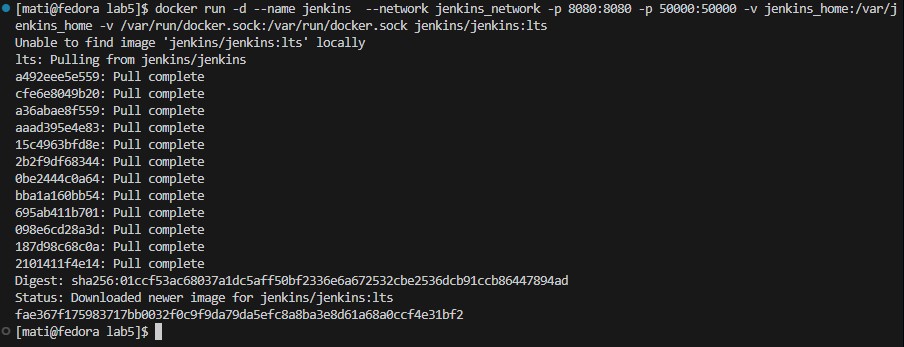 [mati@fedora lab5]$ docker run -d --name jenkins  --network jenkins_network -p 8080:8080 -p 50000:50000 -v jenkins_home:/var/j
enkins_home -v /var/run/docker.sock:/var/run/docker.sock jenkins/jenkins:lts
Unable to find image 'jenkins/jenkins:lts' locally
lts: Pulling from jenkins/jenkins
a492eee5e559: Pull complete
cfe6e8049b20: Pull complete
a36abae8f559: Pull complete
aaad395e4e83: Pull complete
15c4963bfd8e: Pull complete
2b2f9df68344: Pull complete
0be2444c0a64: Pull complete
bba1a160bb54: Pull complete
695ab411b701: Pull complete
098e6cd28a3d: Pull complete
187d98c68c0a: Pull complete
2101411f4e14: Pull complete
Digest: sha256:01ccf53ac68037a1dc5aff50bf2336e6a672532cbe2536dcb91ccb86447894ad
Status: Downloaded newer image for jenkins/jenkins:lts
fae367f175983717bb0032f0c9f9da79da5efc8a8ba3e8d61a68a0ccf4e31bf2
[mati@fedora lab5]$